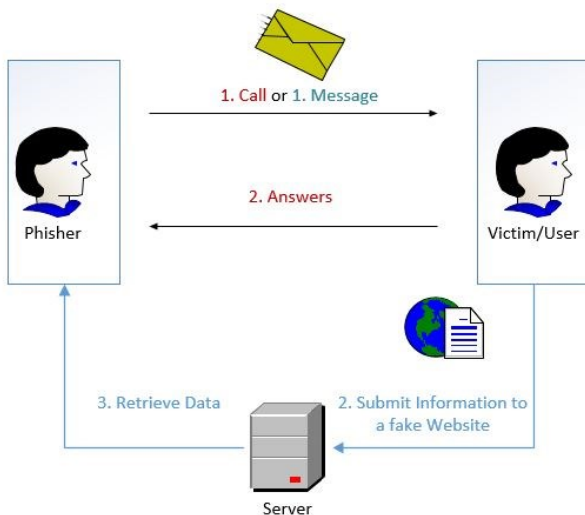 1. Call or 1. Message
2. Answers
Phisher
Victim/User
3. Retrieve Data
2. Submit Information to
a fake Website
Server